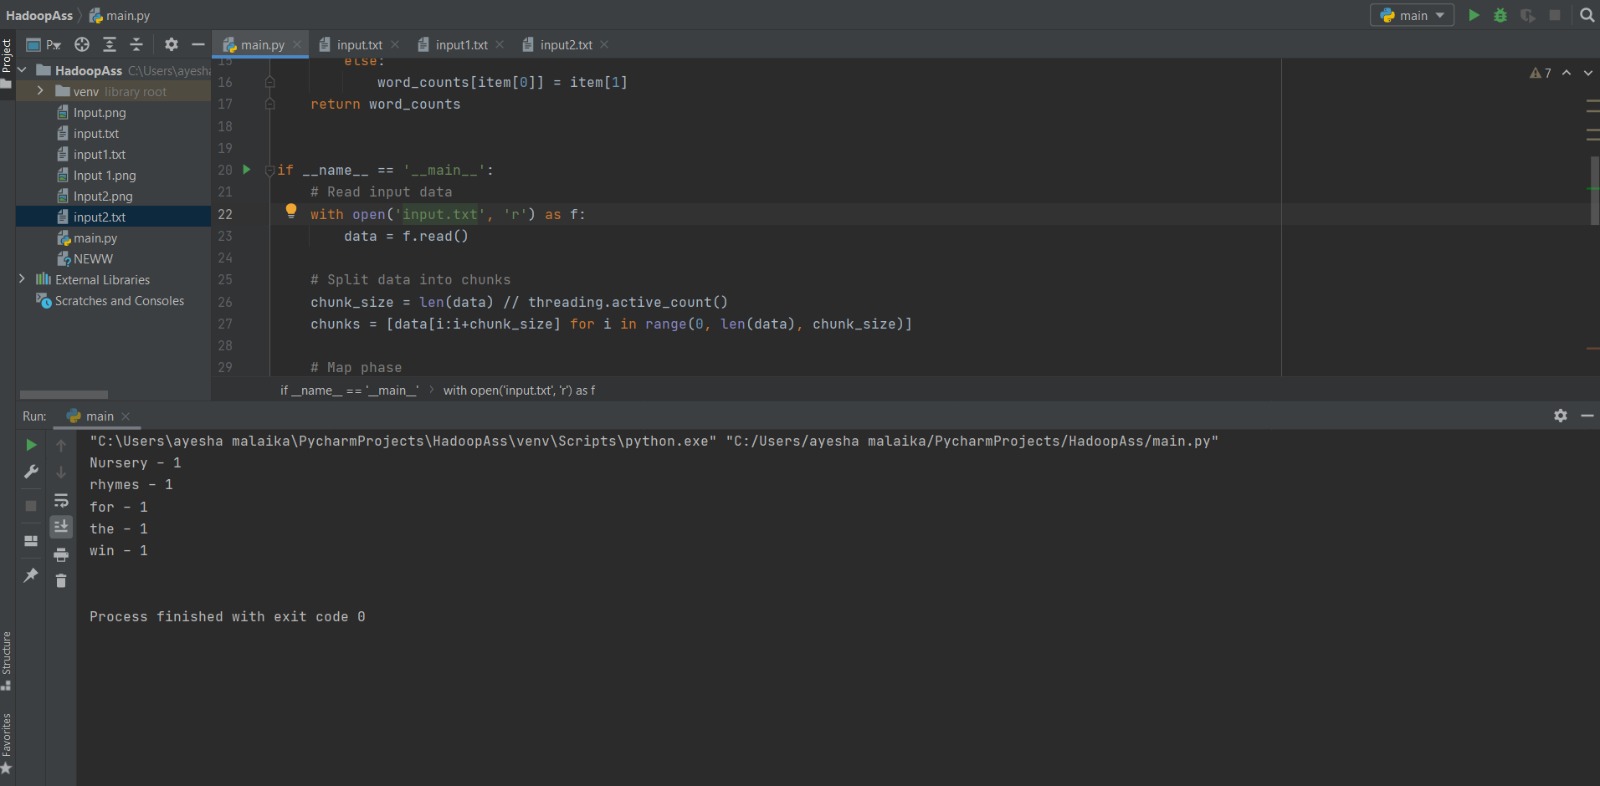 HadoopAss main.py main
Project
P
main.py input.txt input1.txt input2.txt
HadoopAss C:\Users\ayesha
venv library root
Input.png
input.txt
input1.txt
Input 1.png
Input2.png
input2.txt
main.py
NEWW
External Libraries
Scratches and Consoles
7
15 else:
16 word_counts[item[0]] = item[1]
17 return word_counts
18
19
20 if __name__ == '__main__':
21 # Read input data
22 with open('input.txt', 'r') as f:
23 data = f.read()
24
25 # Split data into chunks
26 chunk_size = len(data) // threading.active_count()
27 chunks = [data[i:i+chunk_size] for i in range(0, len(data), chunk_size)]
28
29 # Map phase
if __name__ == '__main__' with open('input.txt', 'r') as f
Run: main
"C:\Users\ayesha malaika\PycharmProjects\HadoopAss\venv\Scripts\python.exe" "C:/Users/ayesha malaika/PycharmProjects/HadoopAss/main.py"
Nursery - 1
rhymes - 1
for - 1
the - 1
win - 1
Process finished with exit code 0
Structure
Favorites